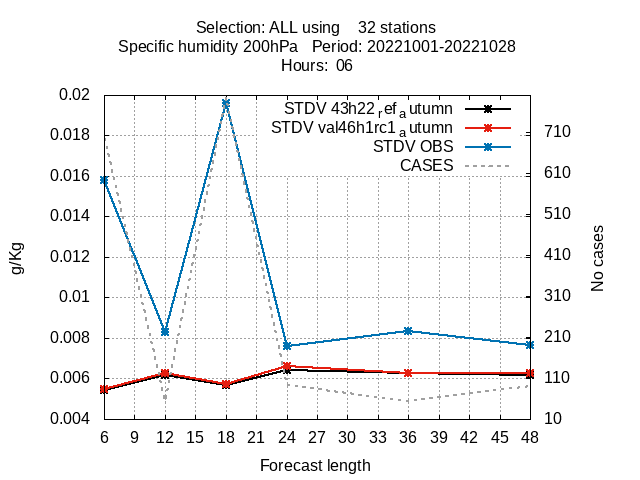 Selection: ALL using    32 stations
Specific humidity 200hPa   Period: 20221001-20221028
Hours:  06
0.02
0.018
0.016
0.014
0.012
0.01
0.008
0.006
0.004
g/Kg
STDV 43h22ref_autumn
STDV val46h1rc1_autumn
STDV OBS
CASES
710
610
510
410
310
210
110
10
No cases
6 9 12 15 18 21 24 27 30 33 36 39 42 45 48
Forecast length